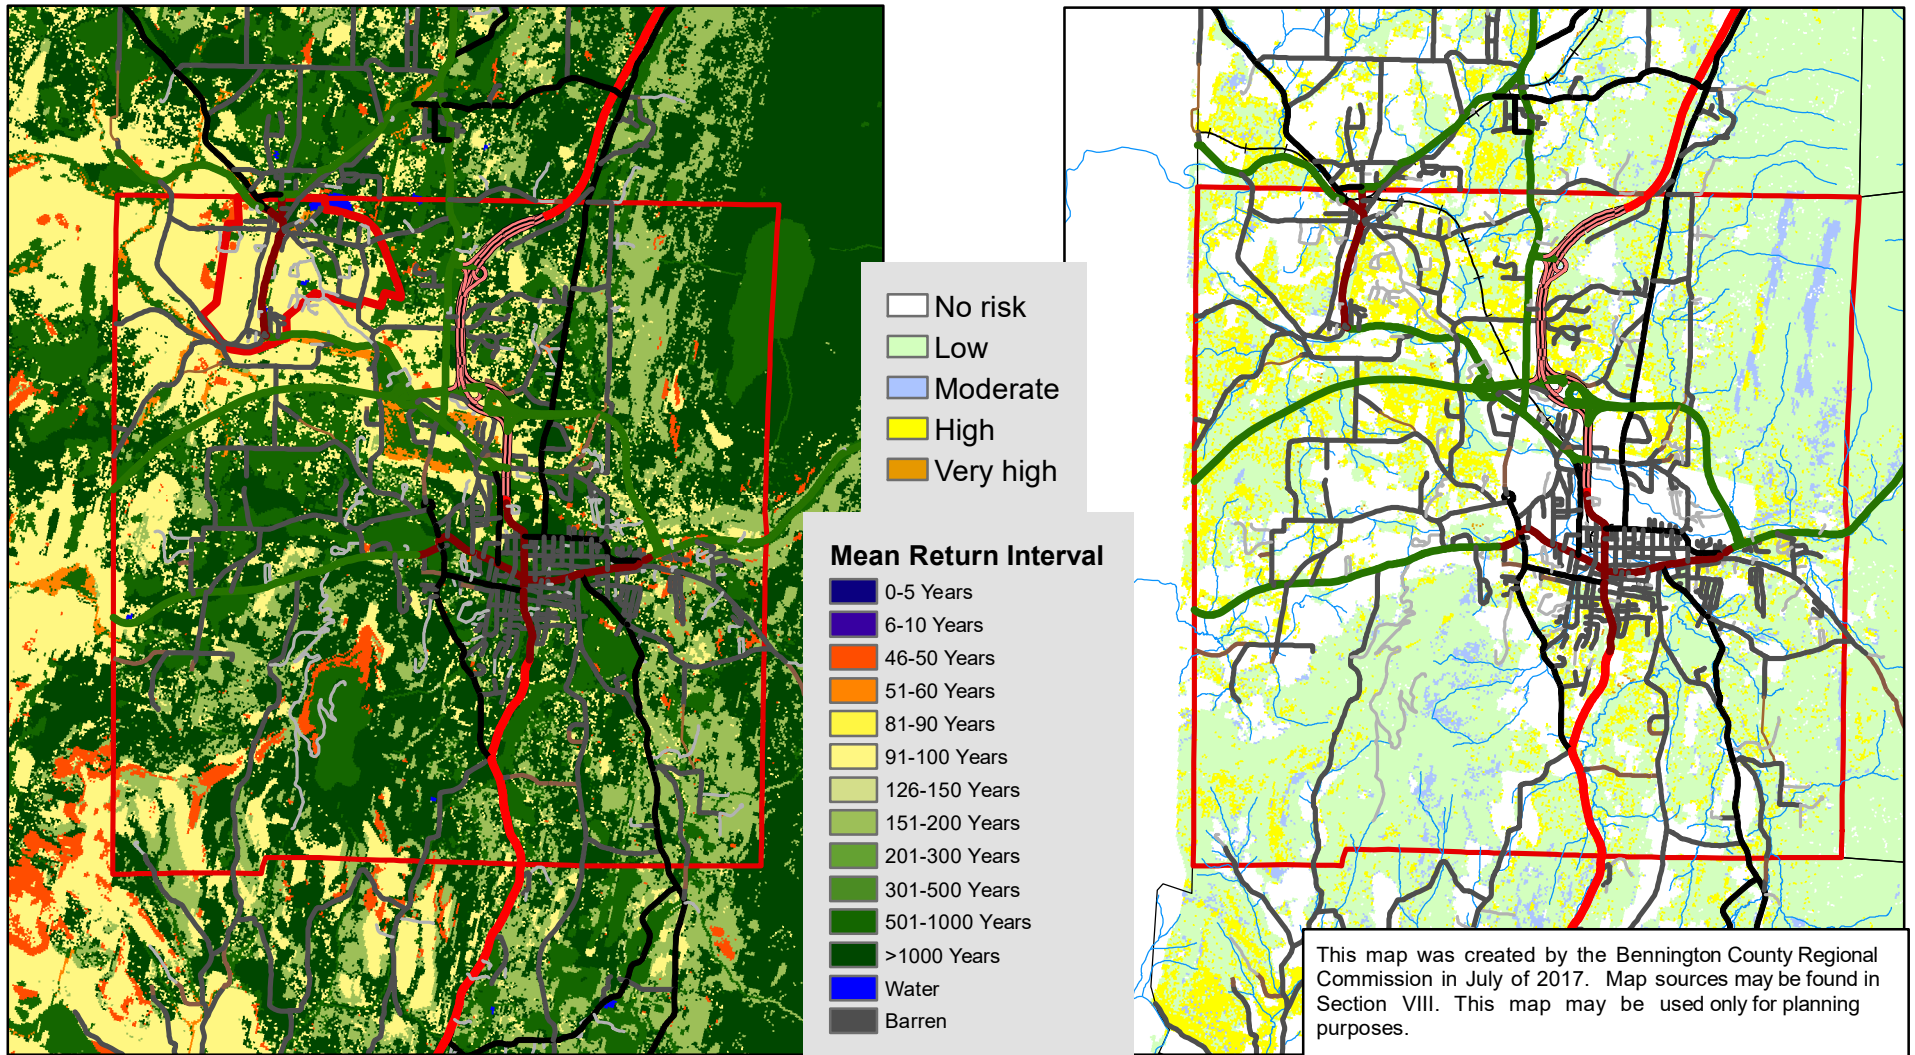 No risk
Low
Moderate
High
Very high
Mean Return Interval
0-5 Years
6-10 Years
46-50 Years
51-60 Years
81-90 Years
91-100 Years
126-150 Years
151-200 Years
201-300 Years
301-500 Years
501-1000 Years
>1000 Years
Water
Barren
This map was created by the Bennington County Regional
Commission in July of 2017. Map sources may be found in
Section VIII. This map may be used only for planning
purposes.